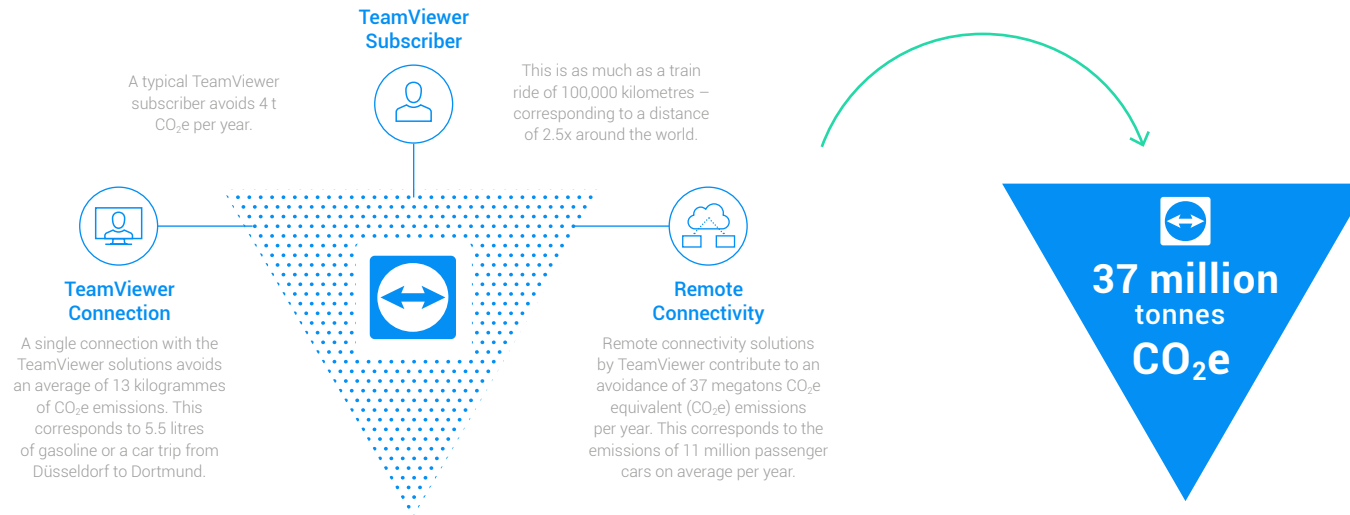 TeamViewer
Subscriber
A typical TeamViewer
subscriber avoids 4 t
CO₂e per year.
This is as much as a train
ride of 100,000 kilometres –
corresponding to a distance
of 2.5x around the world.
TeamViewer
Connection
A single connection with the
TeamViewer solutions avoids
an average of 13 kilogrammes
of CO₂e emissions. This
corresponds to 5.5 litres
of gasoline or a car trip from
Düsseldorf to Dortmund.
Remote
Connectivity
Remote connectivity solutions
by TeamViewer contribute to an
avoidance of 37 megatons CO₂e
equivalent (CO₂e) emissions
per year. This corresponds to the
emissions of 11 million passenger
cars on average per year.
37 million
tonnes
CO₂e